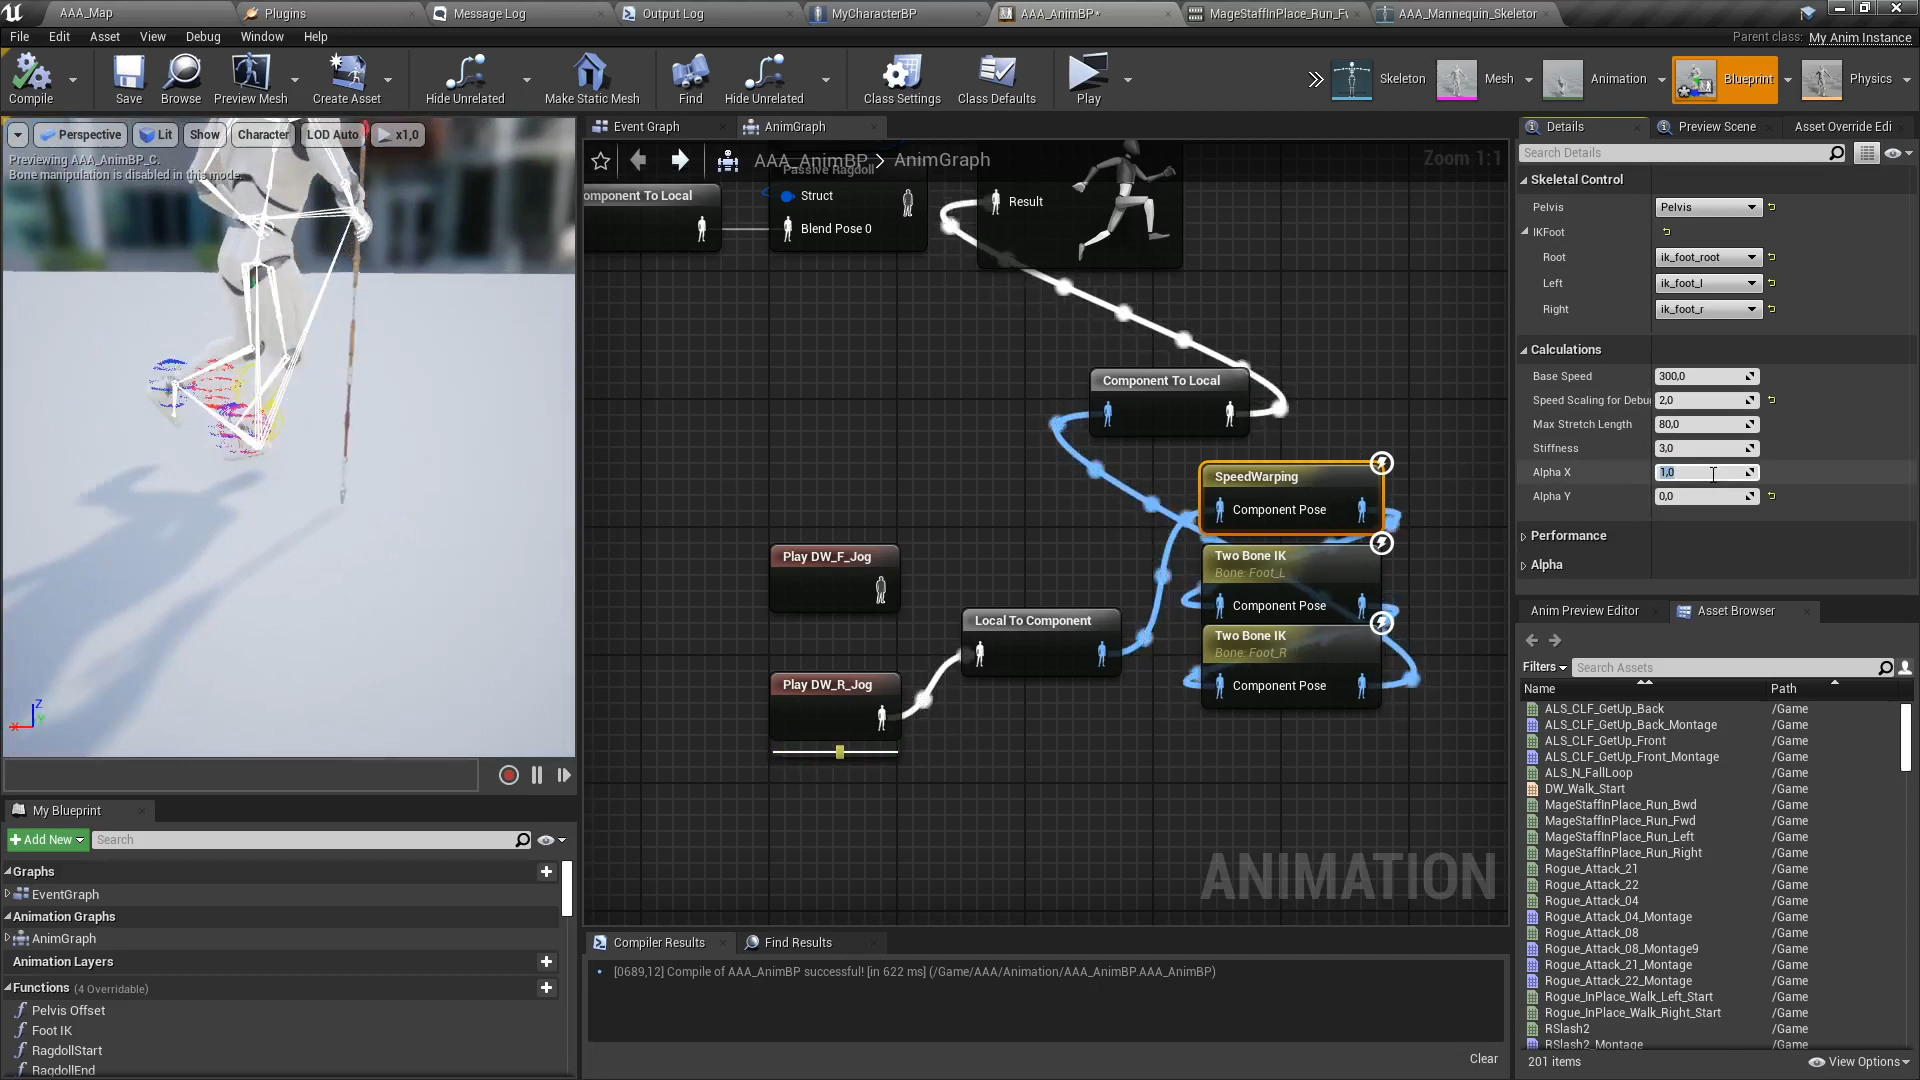 AAA_Map
Plugins
Message Log
Output Log
MyCharacterBP
AAA_AnimBP*
MageStaffInPlace_Run_Fv
AAA_Mannequin_Skeletor
File Edit Asset View Debug Window Help
Parent class: My Anim Instance
Compile
Save
Browse
Preview Mesh
Create Asset
Hide Unrelated
Make Static Mesh
Find
Hide Unrelated
Class Settings
Class Defaults
Play
Skeleton
Mesh
Animation
Blueprint
Physics
Perspective
Lit
Show
Character
LOD Auto
x1,0
Previewing AAA_AnimBP_C.
Bone manipulation is disabled in this mode.
Z
X
Y
My Blueprint
Add New
Search
Graphs
EventGraph
Animation Graphs
AnimGraph
Animation Layers
Functions (4 Overridable)
Pelvis Offset
Foot IK
RagdollStart
RagdollEnd
Event Graph
AnimGraph
AAA_AnimBP > AnimGraph
Zoom 1:1
omponent To Local
Passive Ragdoll
Struct
Blend Pose 0
Result
Component To Local
SpeedWarping
Component Pose
Two Bone IK
Bone: Foot_L
Component Pose
Two Bone IK
Bone: Foot_R
Component Pose
Play DW_F_Jog
Local To Component
Play DW_R_Jog
ANIMATION
Compiler Results
Find Results
[0689,12] Compile of AAA_AnimBP successful! [in 622 ms] (/Game/AAA/Animation/AAA_AnimBP.AAA_AnimBP)
Clear
Details
Preview Scene
Asset Override Edi
Search Details
Skeletal Control
Pelvis Pelvis
IKFoot
Root ik_foot_root
Left ik_foot_l
Right ik_foot_r
Calculations
Base Speed 300,0
Speed Scaling for Debu 2,0
Max Stretch Length 80,0
Stiffness 3,0
Alpha X 1,0
Alpha Y 0,0
Performance
Alpha
Anim Preview Editor
Asset Browser
Filters
Search Assets
Name Path
ALS_CLF_GetUp_Back /Game
ALS_CLF_GetUp_Back_Montage /Game
ALS_CLF_GetUp_Front /Game
ALS_CLF_GetUp_Front_Montage /Game
ALS_N_FallLoop /Game
DW_Walk_Start /Game
MageStaffInPlace_Run_Bwd /Game
MageStaffInPlace_Run_Fwd /Game
MageStaffInPlace_Run_Left /Game
MageStaffInPlace_Run_Right /Game
Rogue_Attack_21 /Game
Rogue_Attack_22 /Game
Rogue_Attack_04 /Game
Rogue_Attack_04_Montage /Game
Rogue_Attack_08 /Game
Rogue_Attack_08_Montage9 /Game
Rogue_Attack_21_Montage /Game
Rogue_Attack_22_Montage /Game
Rogue_InPlace_Walk_Left_Start /Game
Rogue_InPlace_Walk_Right_Start /Game
RSlash2 /Game
RSlash2_Montage /Game
201 items
View Options